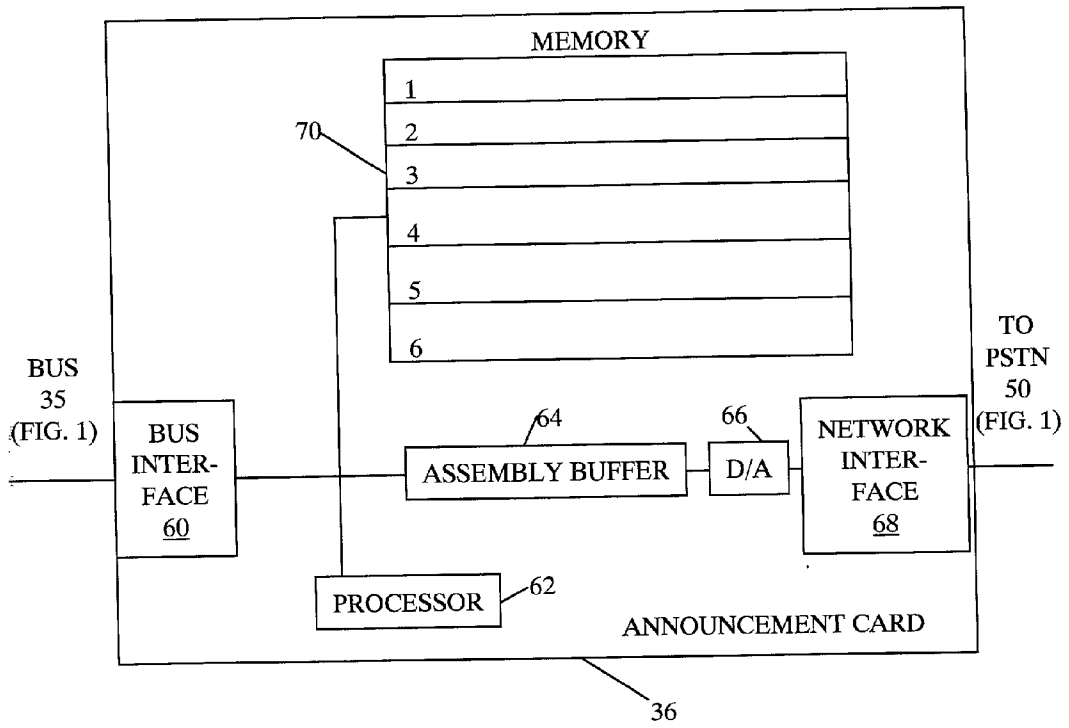 MEMORY
1
2
70
3
4
5
6
BUS
35
(FIG. 1)
TO
PSTN
50
(FIG. 1)
BUS
INTER-
FACE
60
64
ASSEMBLY BUFFER
66
D/A
NETWORK
INTER-
FACE
68
PROCESSOR
62
ANNOUNCEMENT CARD
36